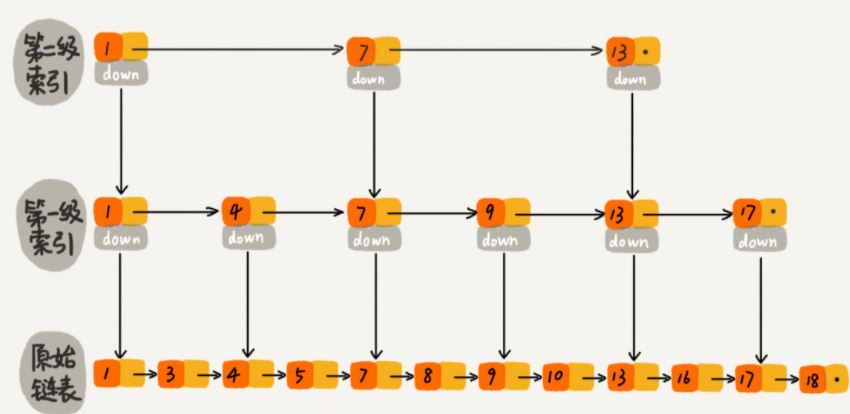 第二级
索引
1 7 13
down down down
第一级
索引
1 4 7 9 13 17
down down down down down down
原始
链表
1 3 4 5 7 8 9 10 13 16 17 18